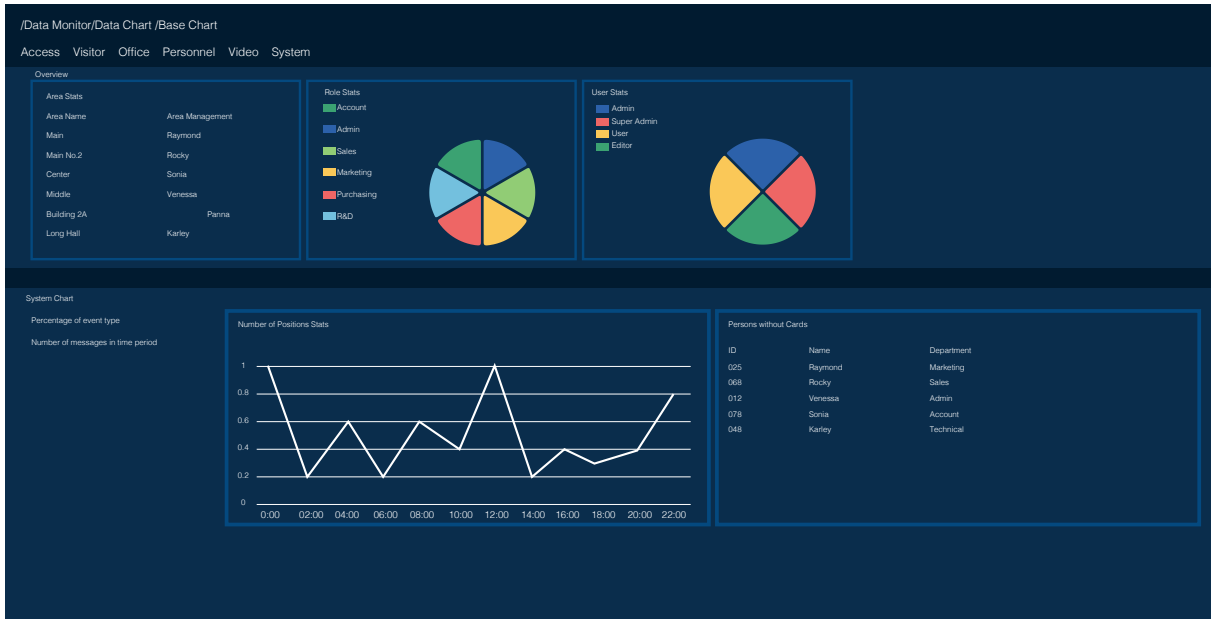 /Data Monitor/Data Chart /Base Chart
Access Visitor Office Personnel Video System
Overview
Area Stats
Area Name Area Management
Main Raymond
Main No.2 Rocky
Center Sonia
Middle Venessa
Building 2A Panna
Long Hall Karley
Role Stats
Account
Admin
Sales
Marketing
Purchasing
R&D
User Stats
Admin
Super Admin
User
Editor
System Chart
Percentage of event type
Number of messages in time period
Number of Positions Stats
1
0.8
0.6
0.4
0.2
0
0:00 02:00 04:00 06:00 08:00 10:00 12:00 14:00 16:00 18:00 20:00 22:00
Persons without Cards
ID Name Department
025 Raymond Marketing
068 Rocky Sales
012 Venessa Admin
078 Sonia Account
048 Karley Technical